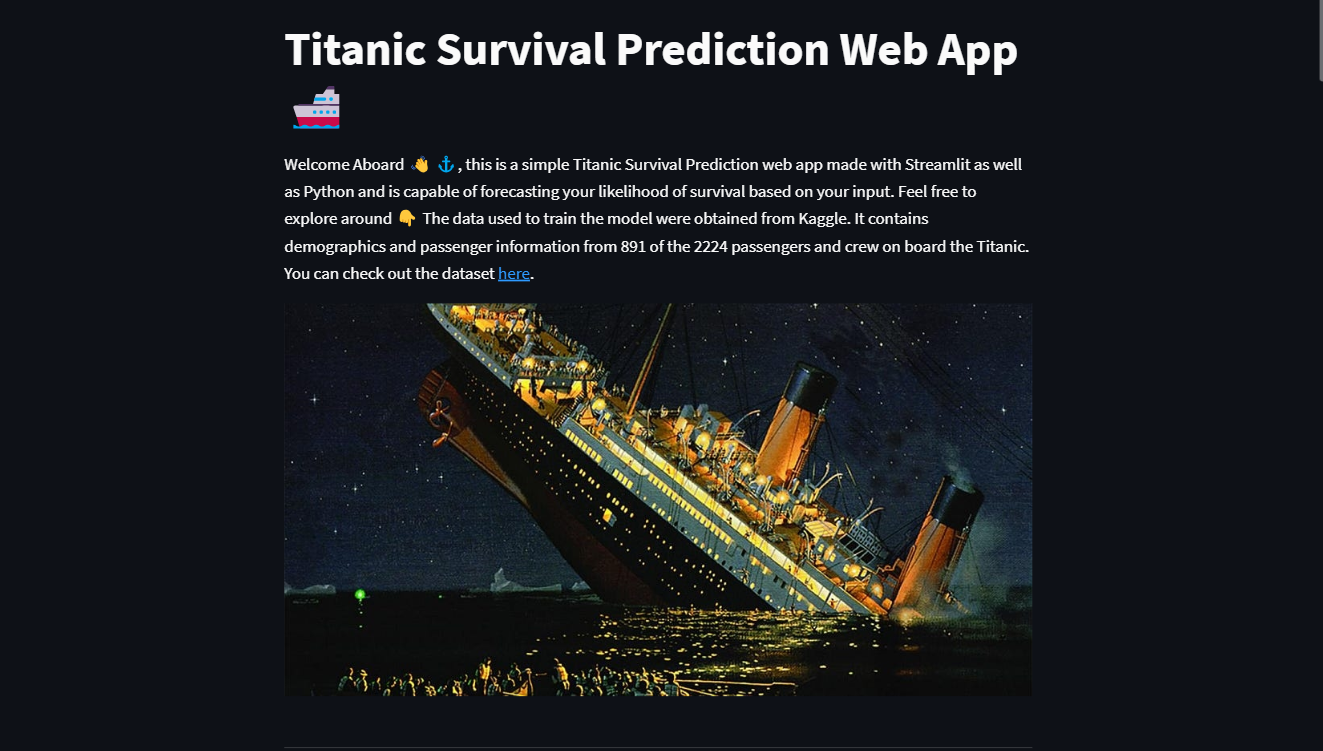 Titanic Survival Prediction Web App
🛳️
Welcome Aboard 👋 ⚓, this is a simple Titanic Survival Prediction web app made with Streamlit as well
as Python and is capable of forecasting your likelihood of survival based on your input. Feel free to
explore around 👇 The data used to train the model were obtained from Kaggle. It contains
demographics and passenger information from 891 of the 2224 passengers and crew on board the Titanic.
You can check out the dataset here.